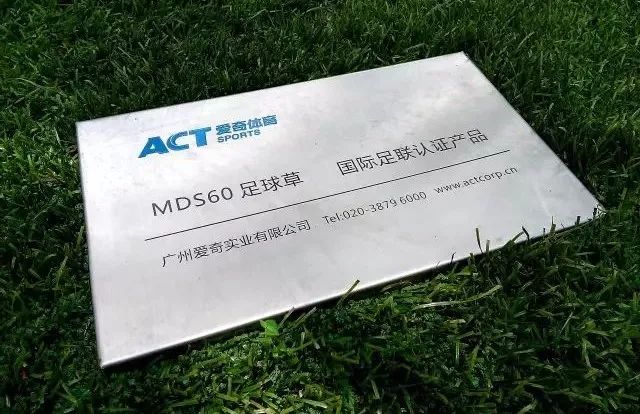 ACT 爱奇体育
SPORTS
MDS60 足球草 国际足联认证产品
广州爱奇实业有限公司 Tel:020-3879 6000 www.actcorp.cn